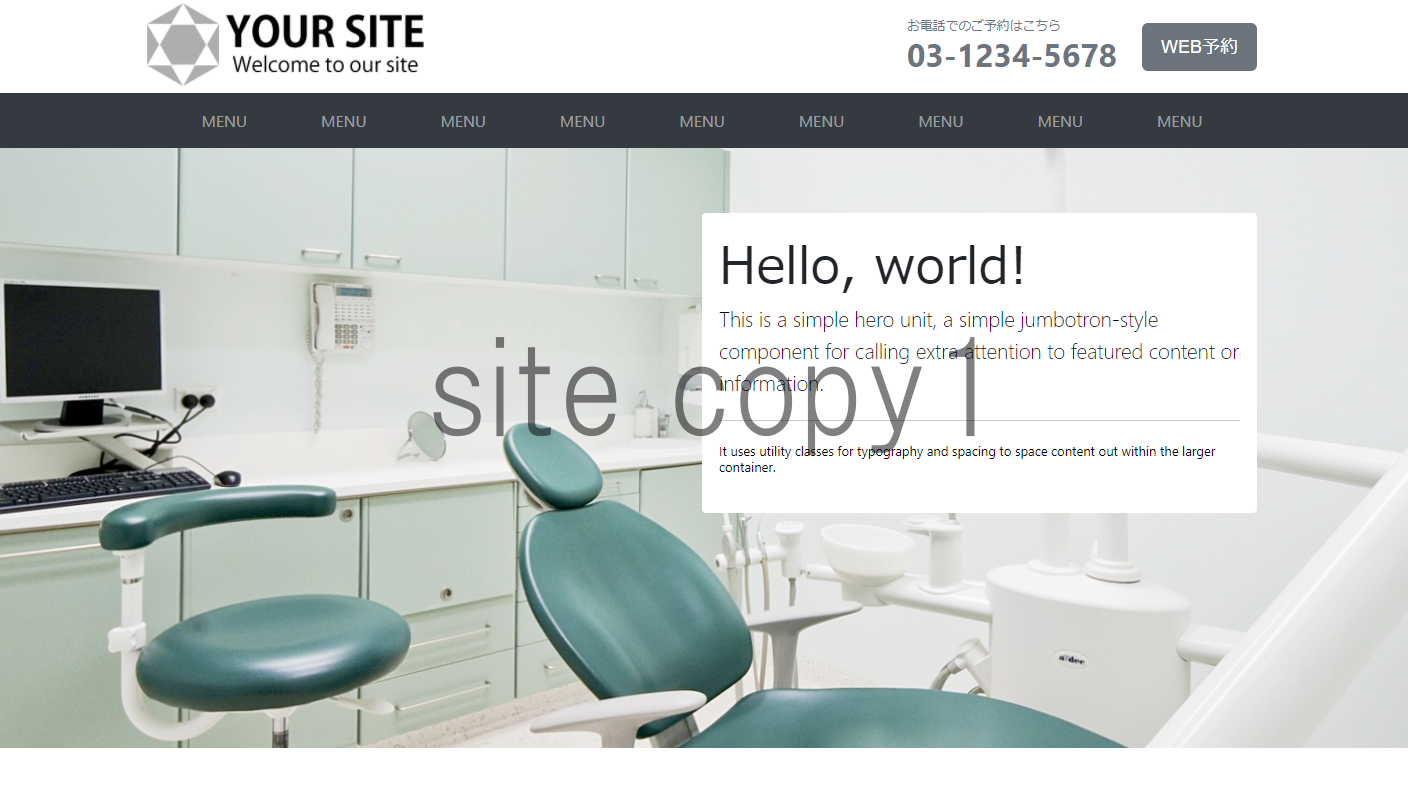 YOUR SITE
Welcome to our site
お電話でのご予約はこちら
03-1234-5678
WEB予約
MENU MENU MENU MENU MENU MENU MENU MENU MENU
Hello, world!
This is a simple hero unit, a simple jumbotron-style
component for calling extra attention to featured content or
information.
site copy1
It uses utility classes for typography and spacing to space content out within the larger
container.